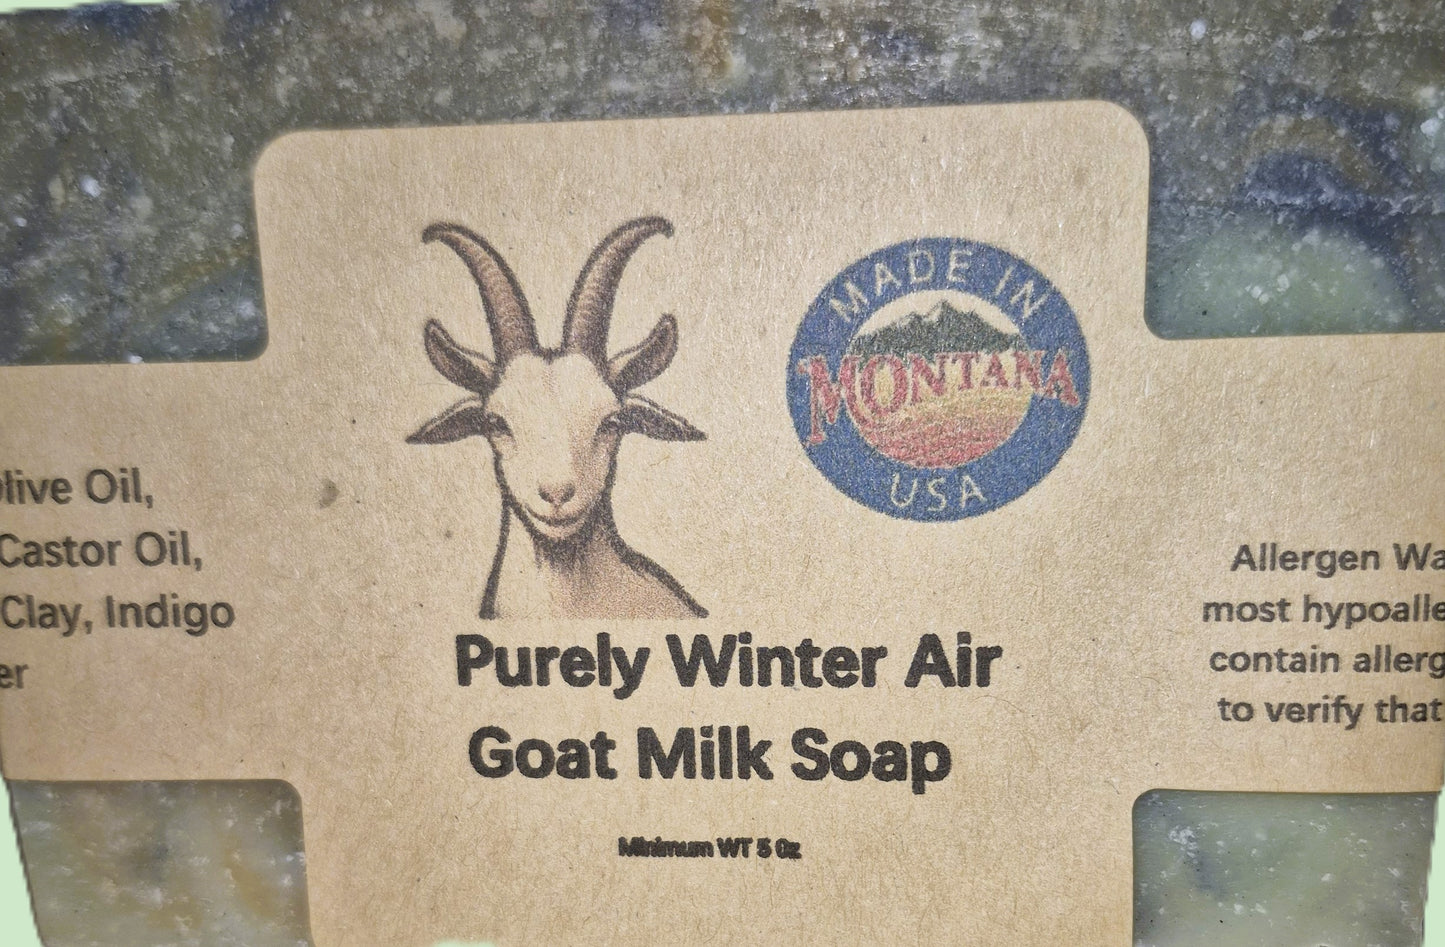 MADE IN
MONTANA
USA
live Oil,
Castor Oil,
Clay, Indigo
er
Purely Winter Air
Goat Milk Soap
Minimum WT 5 Oz
Allergen Wa
most hypoalle
contain allerg
to verify that